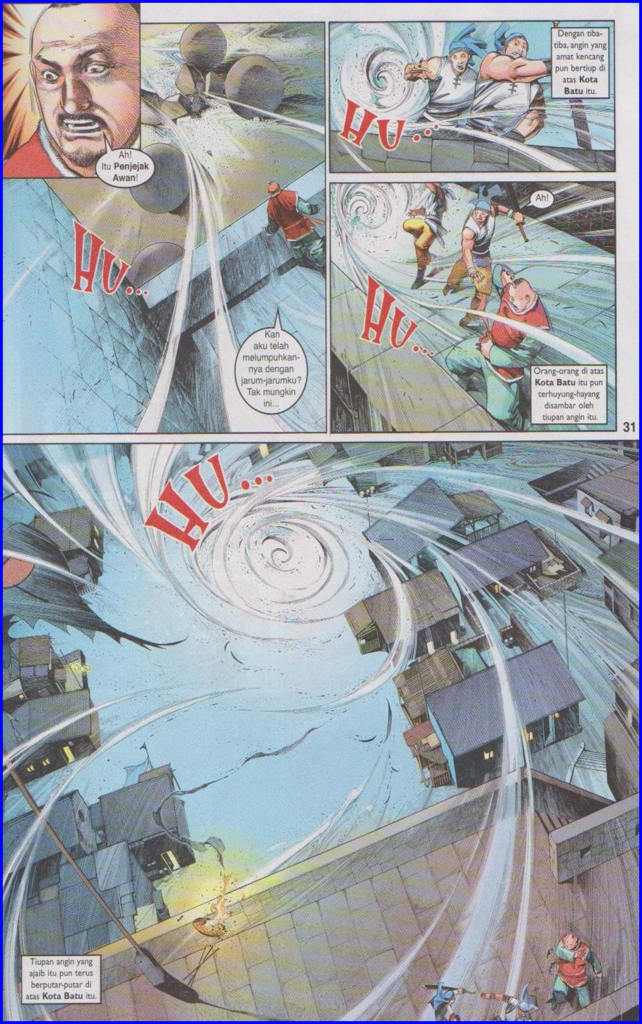 Ah!
Itu Penjejak
Awan!
HU...
Kan
aku telah
melumpuhkan-
nya dengan
jarum-jarumku?
Tak mungkin
ini...
Dengan tiba-
tiba, angin yang
amat kencang
pun bertiup di
atas Kota
Batu itu.
HU...
Ah!
HU...
Orang-orang di atas
Kota Batu itu pun
terhuyung-hayang
disambar oleh
tiupan angin itu.
31
HU...
Tiupan angin yang
ajaib itu pun terus
berputar-putar di
atas Kota Batu itu.